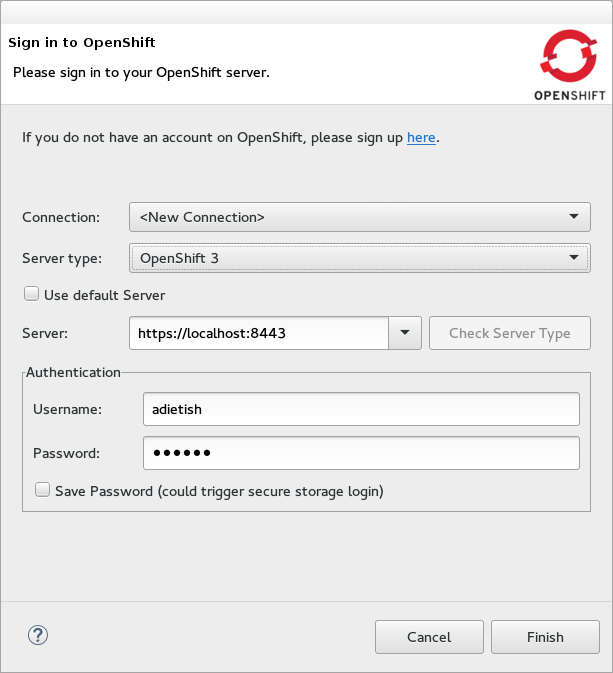 Sign in to OpenShift
Please sign in to your OpenShift server.
OPENSHIFT
If you do not have an account on OpenShift, please sign up here.
Connection: <New Connection>
Server type: OpenShift 3
Use default Server
Server: https://localhost:8443 Check Server Type
Authentication
Username: adietish
Password: ●●●●●●
Save Password (could trigger secure storage login)
? Cancel Finish